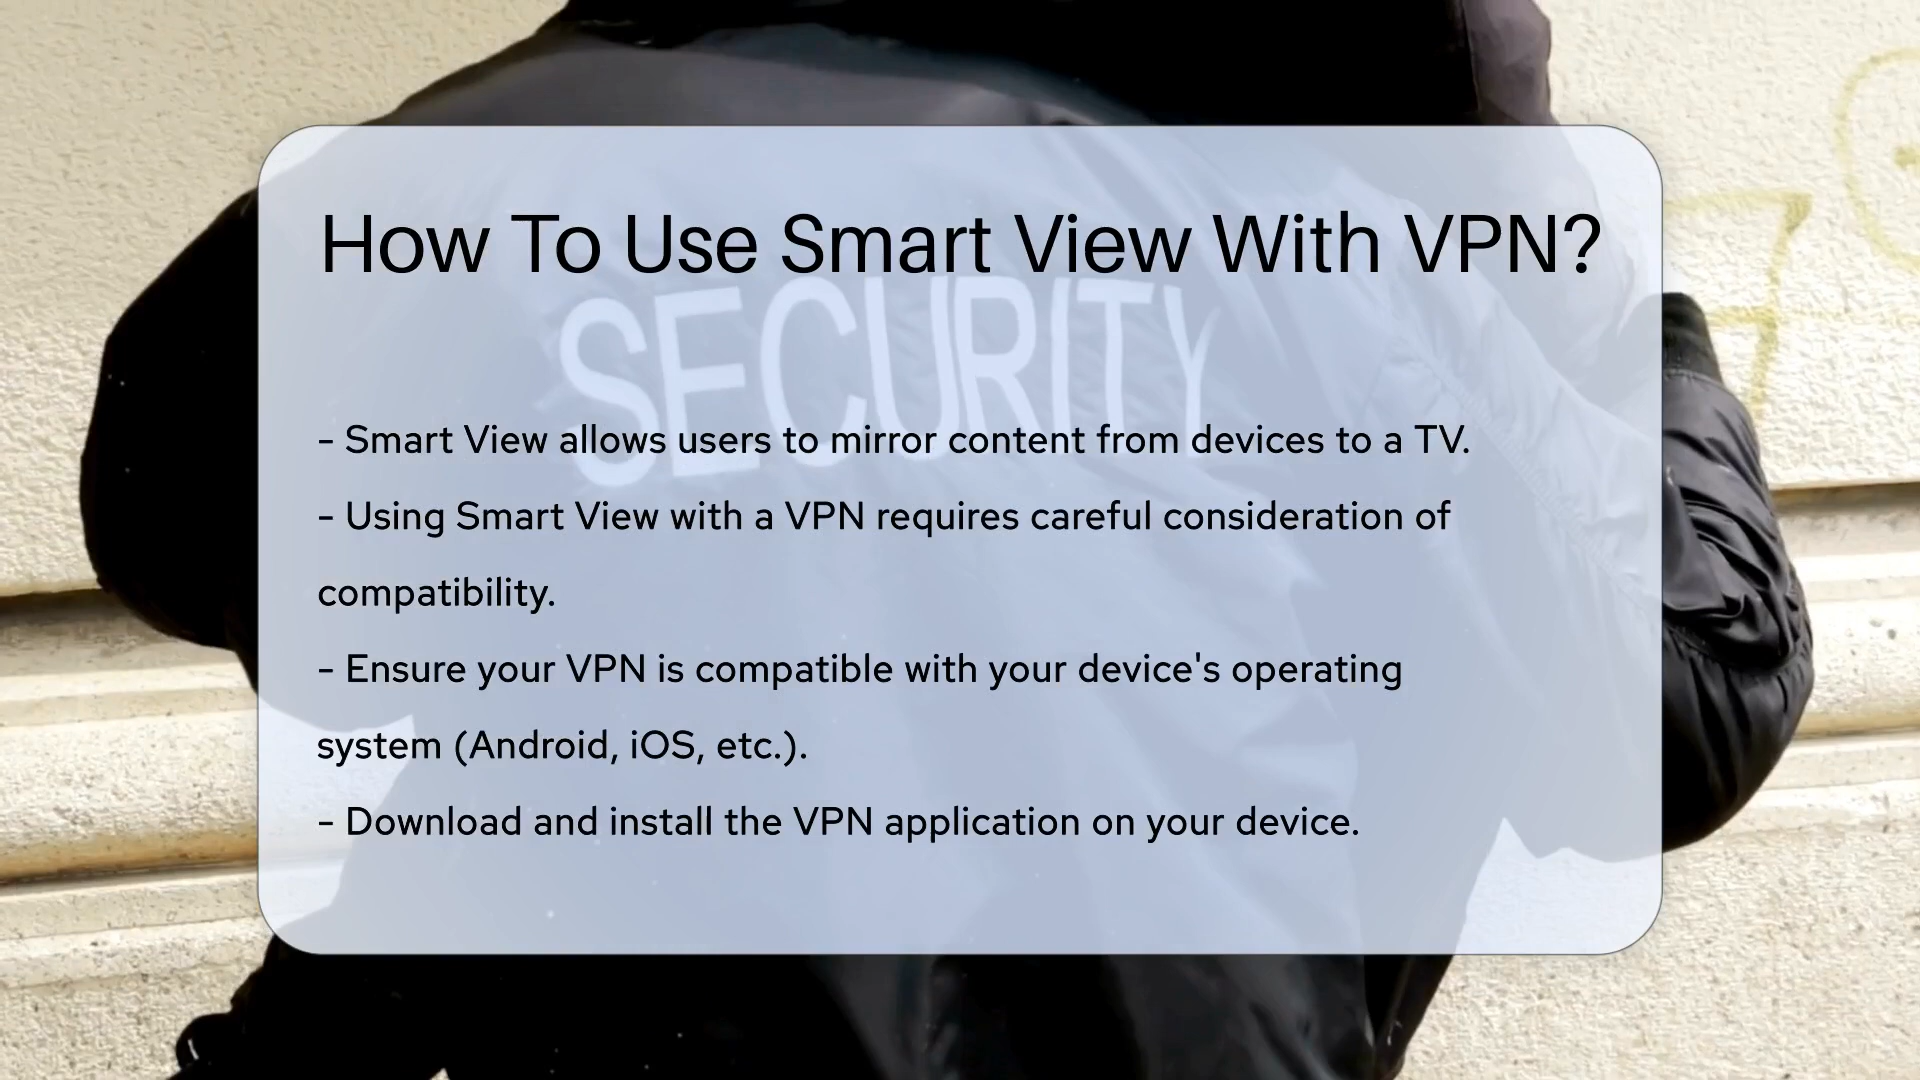 How To Use Smart View With VPN?
SECURITY
- Smart View allows users to mirror content from devices to a TV.
- Using Smart View with a VPN requires careful consideration of
compatibility.
- Ensure your VPN is compatible with your device's operating
system (Android, iOS, etc.).
- Download and install the VPN application on your device.